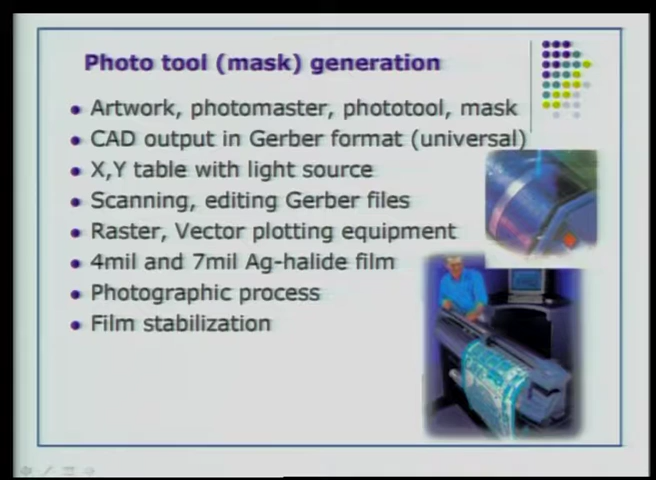 Photo tool (mask) generation
Artwork, photomaster, phototool, mask
CAD output in Gerber format (universal)
X,Y table with light source
Scanning, editing Gerber files
Raster, Vector plotting equipment
4mil and 7mil Ag-halide film
Photographic process
Film stabilization